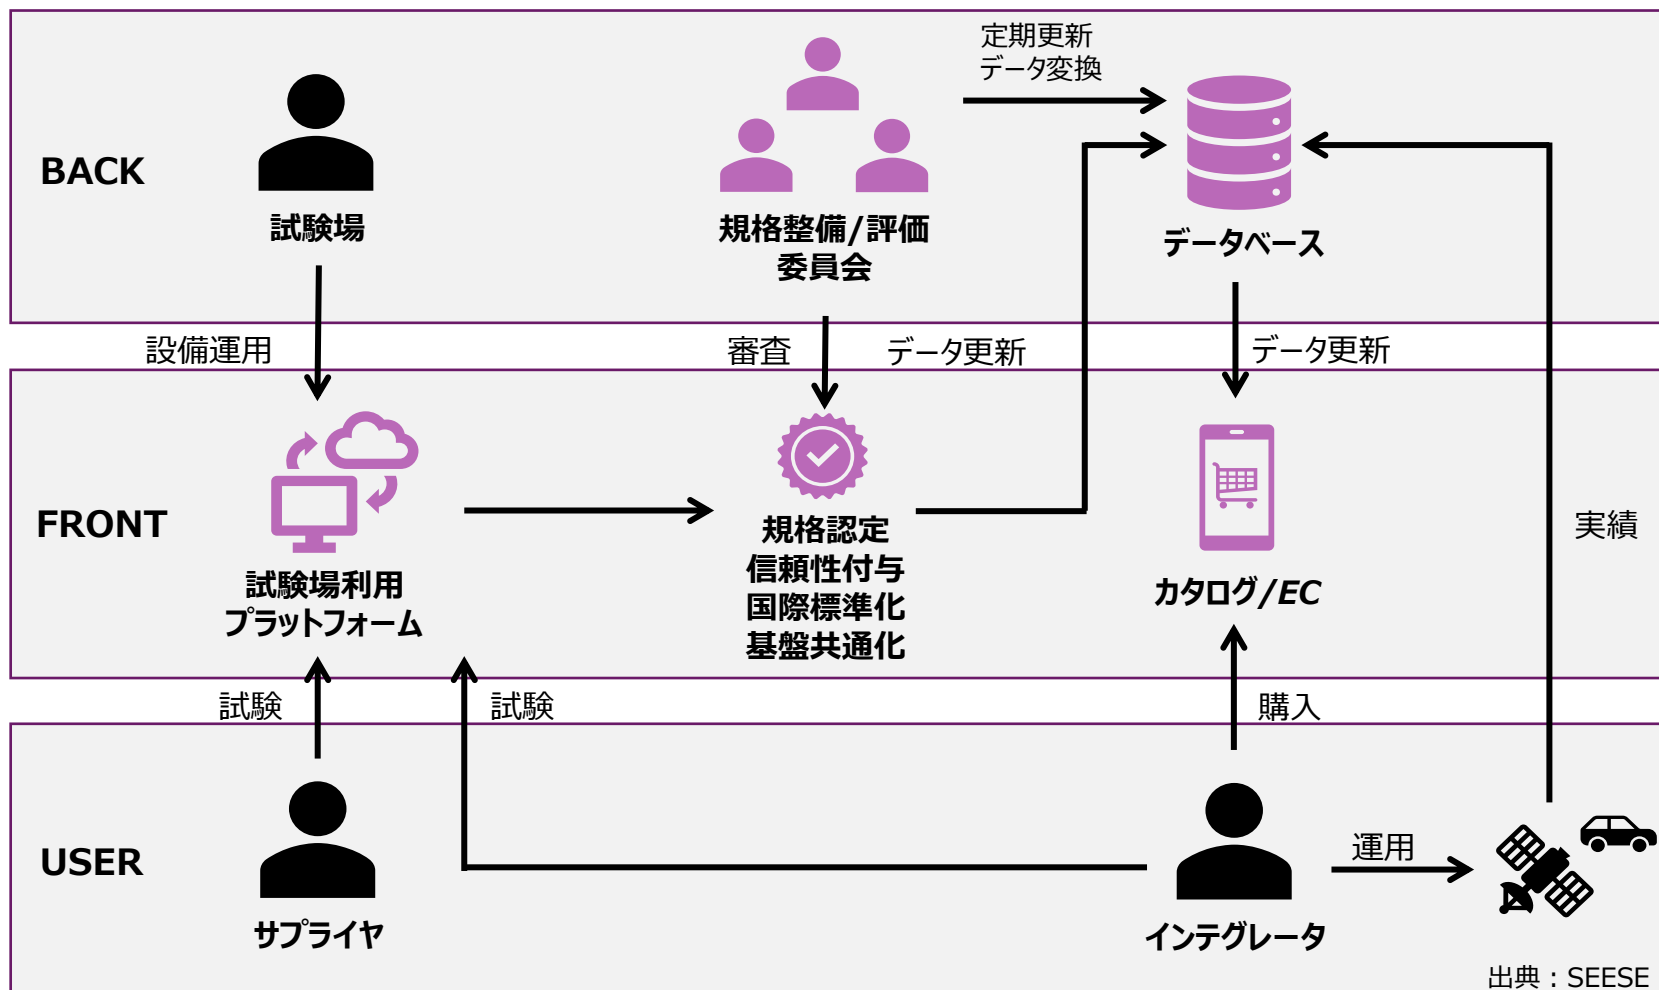 定期更新
データ変換
BACK
試験場
規格整備/評価
委員会
データベース
設備運用
審査
データ更新
データ更新
FRONT
試験場利用
プラットフォーム
規格認定
信頼性付与
国際標準化
基盤共通化
カタログ/EC
実績
試験
試験
購入
USER
サプライヤ
インテグレータ
運用
出典：SEESE